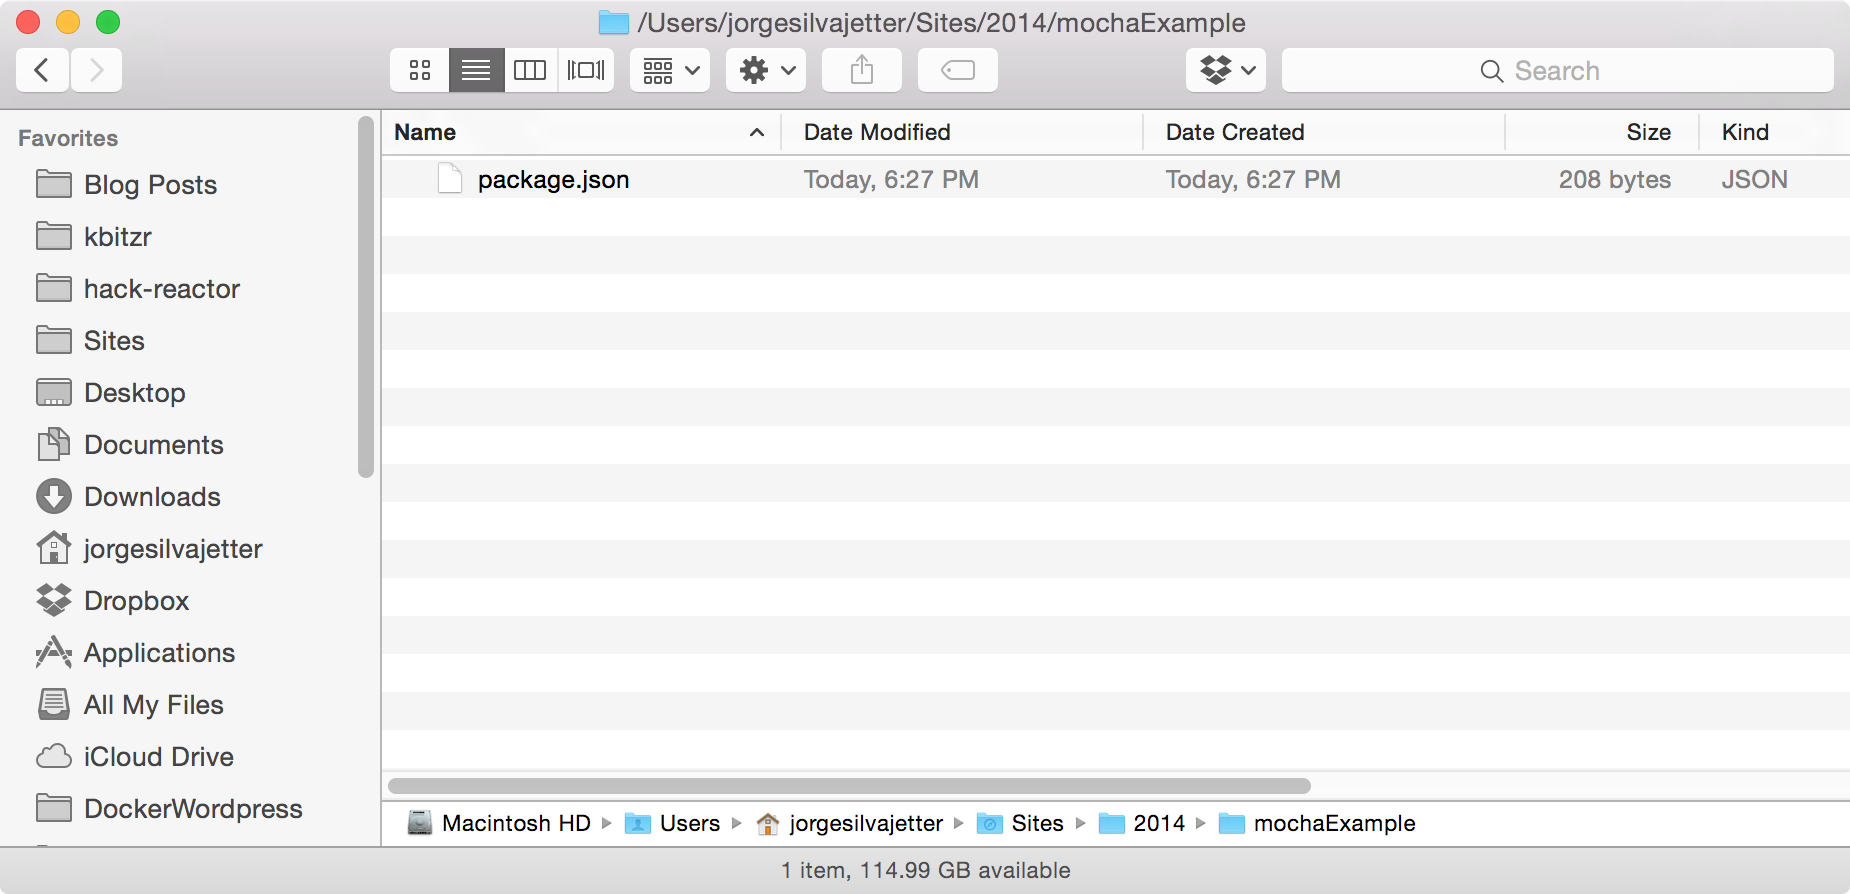 /Users/jorgesilvajetter/Sites/2014/mochaExample
Search
Favorites
Blog Posts
kbitzr
hack-reactor
Sites
Desktop
Documents
Downloads
jorgesilvajetter
Dropbox
Applications
All My Files
iCloud Drive
DockerWordpress
Name Date Modified Date Created Size Kind
package.json Today, 6:27 PM Today, 6:27 PM 208 bytes JSON
Macintosh HD Users jorgesilvajetter Sites 2014 mochaExample
1 item, 114.99 GB available